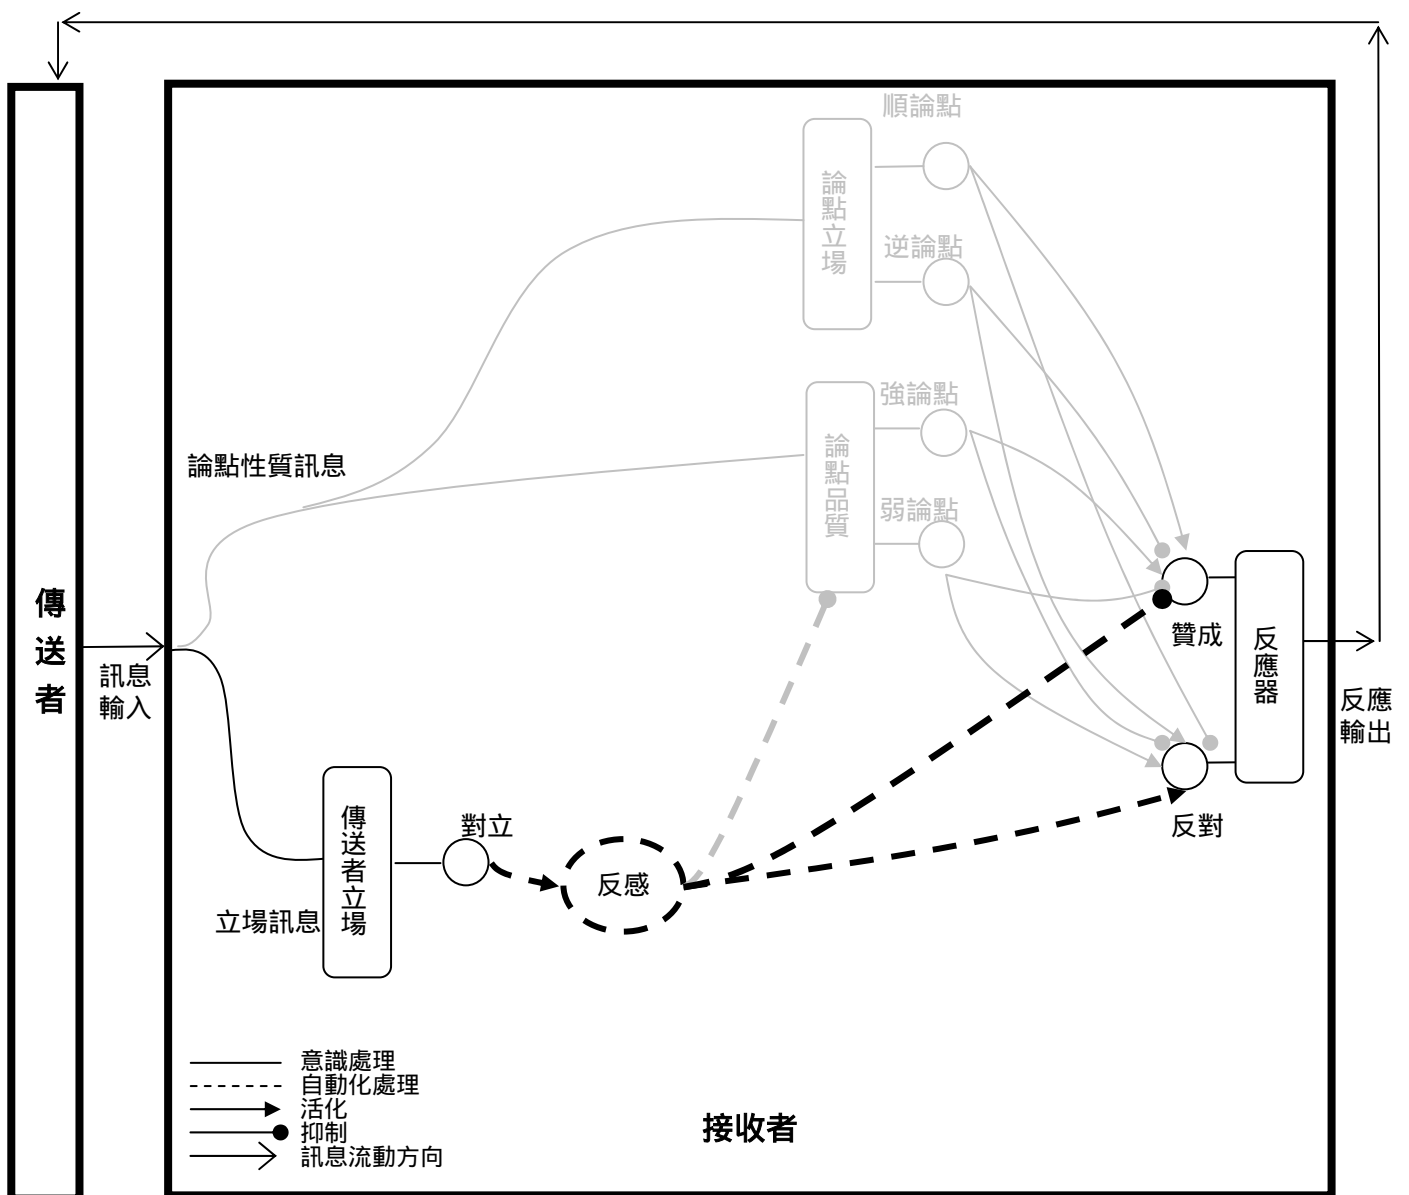 順論點
論點立場
逆論點
強論點
論點品質
弱論點
論點性質訊息
傳送者
訊息
輸入
贊成
反應器
反應
輸出
反對
傳送者立場
對立
反感
立場訊息
意識處理
自動化處理
活化
抑制
訊息流動方向
接收者